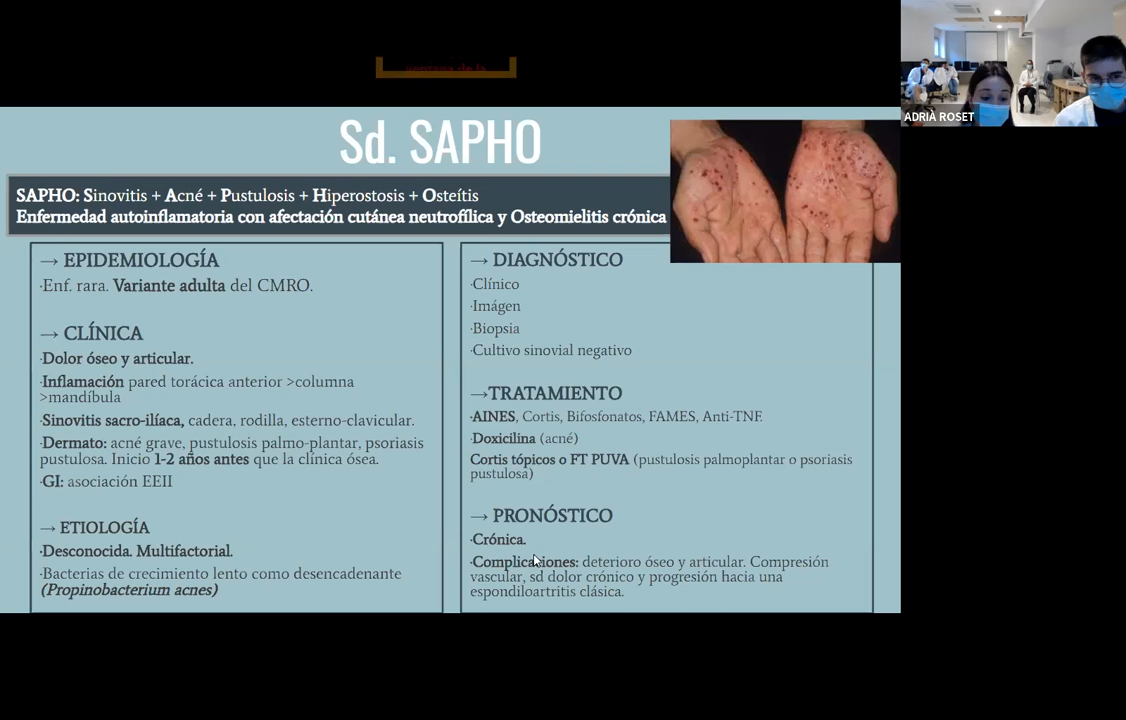 ventana de la
Sd. SAPHO
SAPHO: Sinovitis + Acné + Pustulosis + Hiperostosis + Osteítis
Enfermedad autoinflamatoria con afectación cutánea neutrofílica y Osteomielitis crónica
→ EPIDEMIOLOGÍA
·Enf. rara. Variante adulta del CMRO.
→ CLÍNICA
·Dolor óseo y articular.
·Inflamación pared torácica anterior >columna
>mandíbula
·Sinovitis sacro-ilíaca, cadera, rodilla, esterno-clavicular.
·Dermato: acné grave, pustulosis palmo-plantar, psoriasis
pustulosa. Inicio 1-2 años antes que la clínica ósea.
·GI: asociación EEII
→ ETIOLOGÍA
·Desconocida. Multifactorial.
·Bacterias de crecimiento lento como desencadenante
(Propinobacterium acnes)
→ DIAGNÓSTICO
·Clínico
·Imágen
·Biopsia
·Cultivo sinovial negativo
→TRATAMIENTO
·AINES, Cortis, Bifosfonatos, FAMES, Anti-TNF.
·Doxicilina (acné)
Cortis tópicos o FT PUVA (pustulosis palmoplantar o psoriasis
pustulosa)
→ PRONÓSTICO
·Crónica.
·Complicaciones: deterioro óseo y articular. Compresión
vascular, sd dolor crónico y progresión hacia una
espondiloartritis clásica.
ADRIÀ ROSET